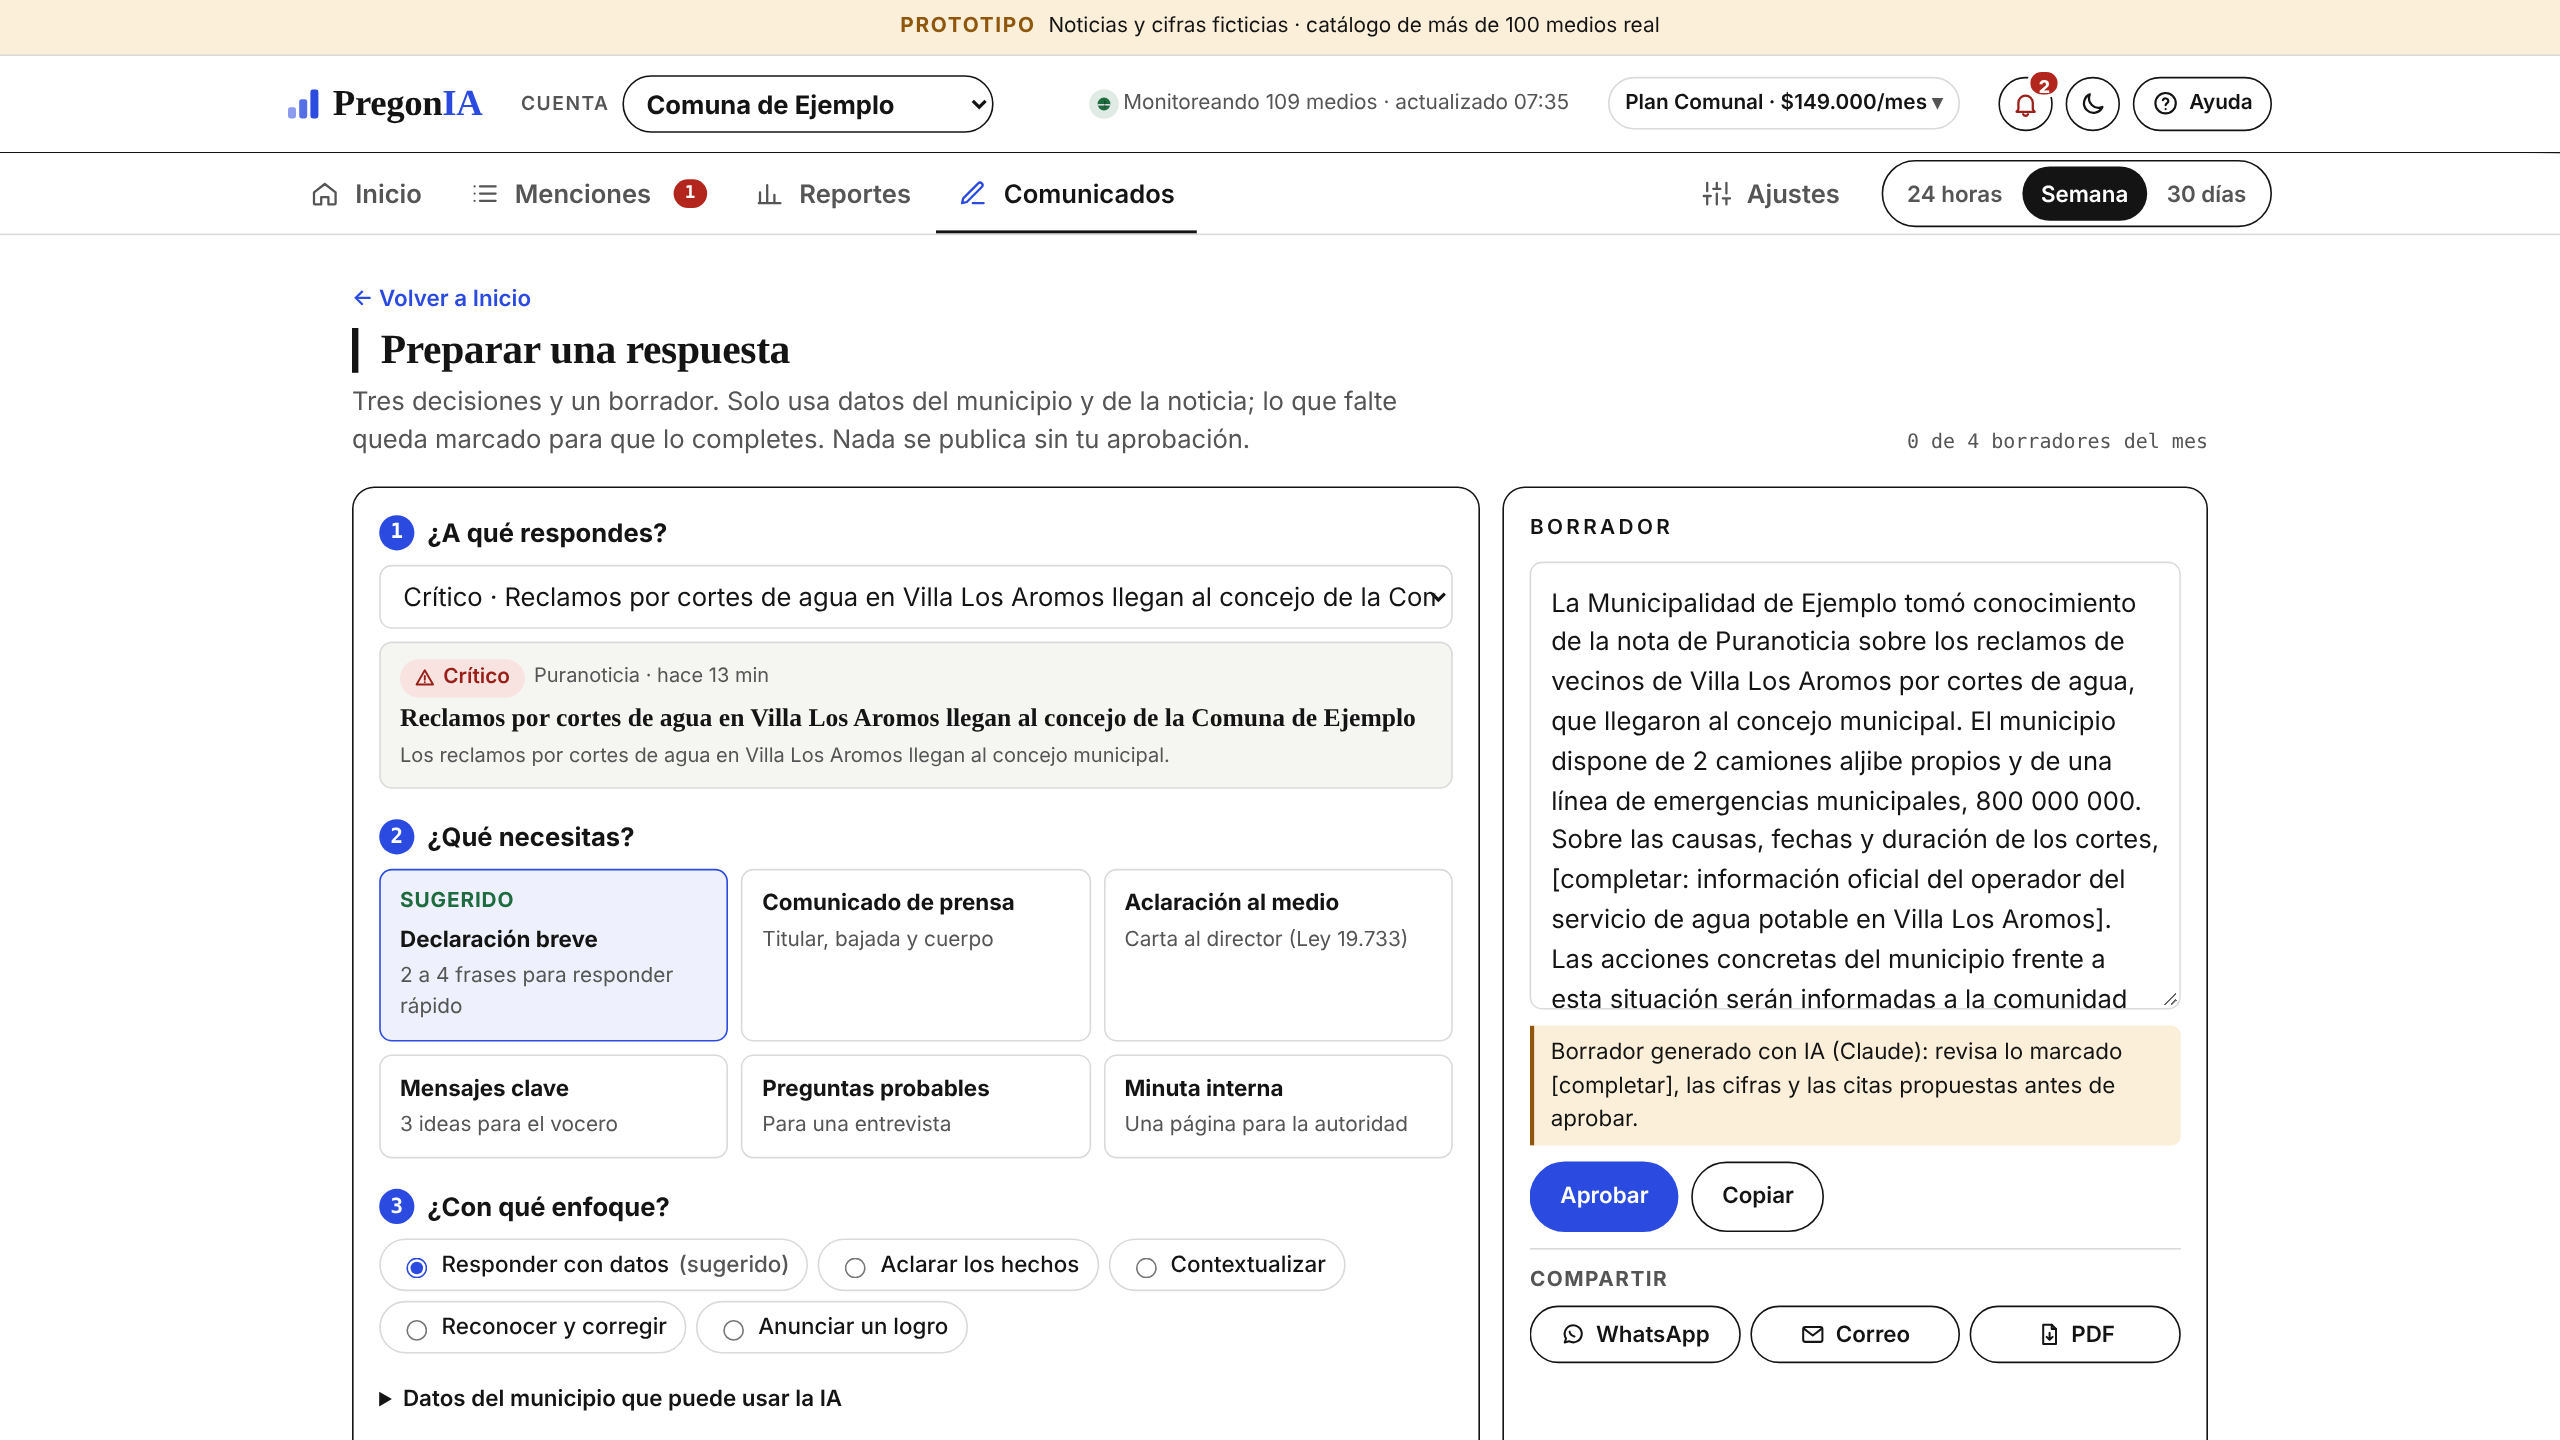 PROTOTIPO Noticias y cifras ficticias · catálogo de más de 100 medios real
PregonIA
CUENTA
Comuna de Ejemplo
Monitoreando 109 medios · actualizado 07:35
Plan Comunal · $149.000/mes ▾
2
Ayuda
Inicio
Menciones 1
Reportes
Comunicados
Ajustes
24 horas
Semana
30 días
← Volver a Inicio
Preparar una respuesta
Tres decisiones y un borrador. Solo usa datos del municipio y de la noticia; lo que falte
queda marcado para que lo completes. Nada se publica sin tu aprobación.
0 de 4 borradores del mes
1 ¿A qué respondes?
Crítico · Reclamos por cortes de agua en Villa Los Aromos llegan al concejo de la Com
Crítico Puranoticia · hace 13 min
Reclamos por cortes de agua en Villa Los Aromos llegan al concejo de la Comuna de Ejemplo
Los reclamos por cortes de agua en Villa Los Aromos llegan al concejo municipal.
2 ¿Qué necesitas?
SUGERIDO
Declaración breve
2 a 4 frases para responder
rápido
Comunicado de prensa
Titular, bajada y cuerpo
Aclaración al medio
Carta al director (Ley 19.733)
Mensajes clave
3 ideas para el vocero
Preguntas probables
Para una entrevista
Minuta interna
Una página para la autoridad
3 ¿Con qué enfoque?
Responder con datos (sugerido)
Aclarar los hechos
Contextualizar
Reconocer y corregir
Anunciar un logro
Datos del municipio que puede usar la IA
BORRADOR
La Municipalidad de Ejemplo tomó conocimiento
de la nota de Puranoticia sobre los reclamos de
vecinos de Villa Los Aromos por cortes de agua,
que llegaron al concejo municipal. El municipio
dispone de 2 camiones aljibe propios y de una
línea de emergencias municipales, 800 000 000.
Sobre las causas, fechas y duración de los cortes,
[completar: información oficial del operador del
servicio de agua potable en Villa Los Aromos].
Las acciones concretas del municipio frente a
esta situación serán informadas a la comunidad
Borrador generado con IA (Claude): revisa lo marcado
[completar], las cifras y las citas propuestas antes de
aprobar.
Aprobar
Copiar
COMPARTIR
WhatsApp
Correo
PDF